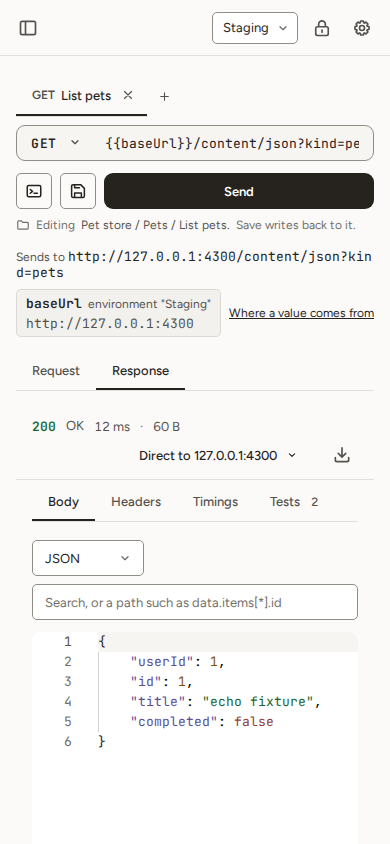 Staging
GET List pets
GET {{baseUrl}}/content/json?kind=pe
Send
Editing Pet store / Pets / List pets. Save writes back to it.
Sends to http://127.0.0.1:4300/content/json?kin
d=pets
baseUrl environment "Staging"
http://127.0.0.1:4300
Where a value comes from
Request Response
200 OK 12 ms · 60 B
Direct to 127.0.0.1:4300
Body Headers Timings Tests 2
JSON
Search, or a path such as data.items[*].id
1 {
2 "userId": 1,
3 "id": 1,
4 "title": "echo fixture",
5 "completed": false
6 }